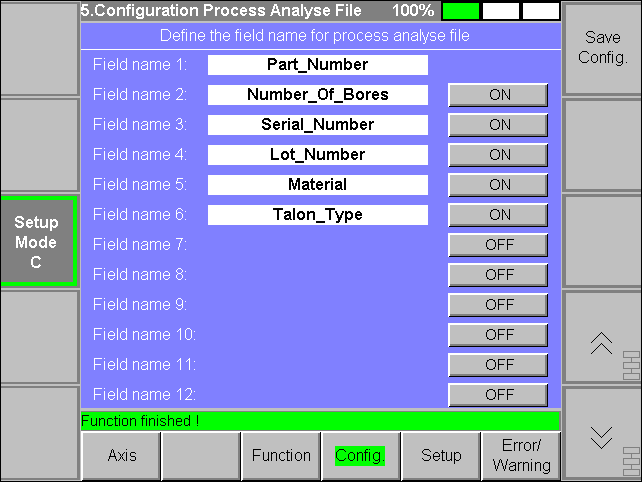 5.Configuration Process Analyse File 100%
Define the field name for process analyse file
Save
Config.
Field name 1: Part_Number
Field name 2: Number_Of_Bores ON
Field name 3: Serial_Number ON
Field name 4: Lot_Number ON
Field name 5: Material ON
Field name 6: Talon_Type ON
Setup
Mode
C
Field name 7: OFF
Field name 8: OFF
Field name 9: OFF
Field name 10: OFF
Field name 11: OFF
Field name 12: OFF
Function finished !
Axis Function Config. Setup Error/
Warning